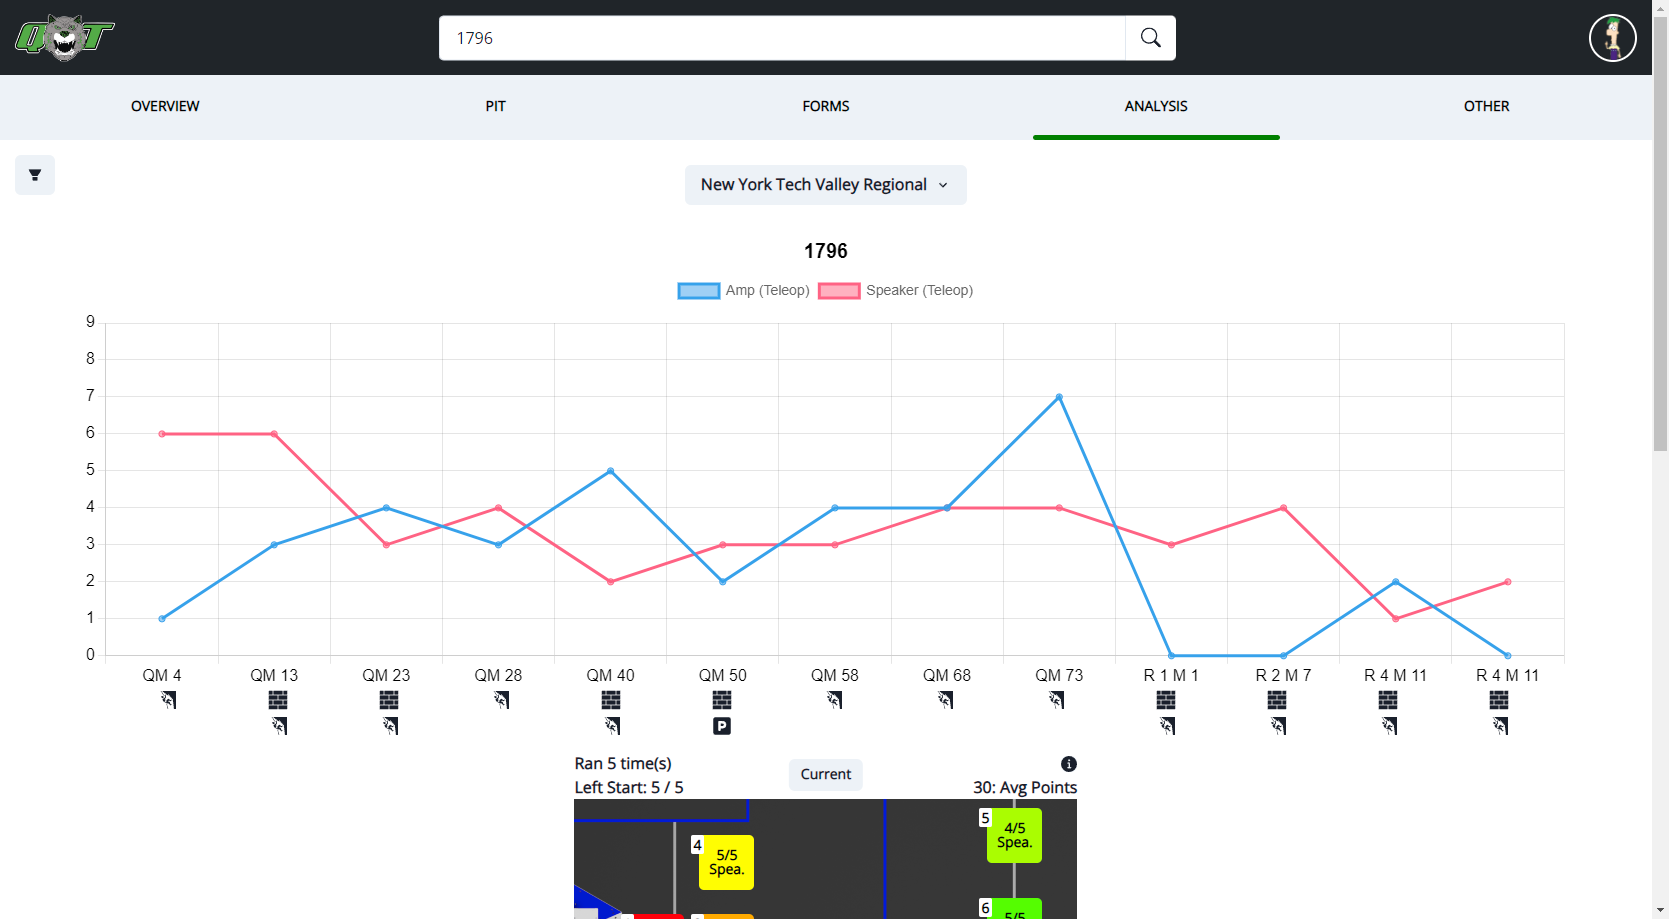 QT
1796
OVERVIEW
PIT
FORMS
ANALYSIS
OTHER
New York Tech Valley Regional
1796
Amp (Teleop)
Speaker (Teleop)
9
8
7
6
5
4
3
2
1
0
QM 4
QM 13
QM 23
QM 28
QM 40
QM 50
QM 58
QM 68
QM 73
R 1 M 1
R 2 M 7
R 4 M 11
R 4 M 11
P
Ran 5 time(s)
Left Start: 5 / 5
Current
30: Avg Points
4
5/5
Spea.
5
4/5
Spea.
6
5/5